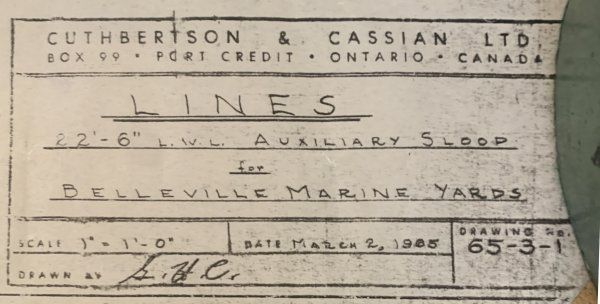 CUTHBERTSON & CASSIAN LTD.
BOX 99 · PORT CREDIT · ONTARIO · CANADA
LINES
22'-6" L.W.L. AUXILIARY SLOOP
for
BELLEVILLE MARINE YARDS
SCALE 1" = 1'-0"
DATE MARCH 2, 1965
DRAWING No.
65-3-1
DRAWN BY G.H.C.